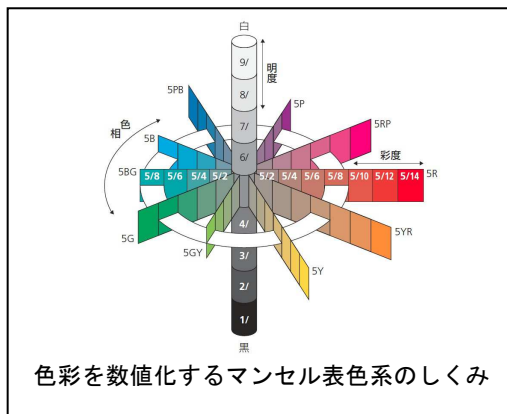 白
9/
明度
8/
5PB
5P
7/
5RP
色相
5B
6/
彩度
5BG
5/8 5/6 5/4 5/2
5/2 5/4 5/6 5/8 5/10 5/12 5/14
5R
4/
5G
5GY
3/
5Y
5YR
2/
1/
黒
色彩を数値化するマンセル表色系のしくみ